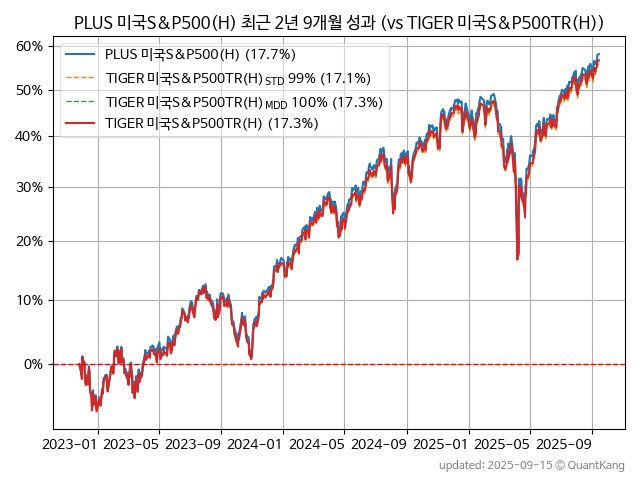 PLUS 미국S&P500(H) 최근 2년 9개월 성과 (vs TIGER 미국S&P500TR(H))
PLUS 미국S&P500(H) (17.7%)
TIGER 미국S&P500TR(H) STD 99% (17.1%)
TIGER 미국S&P500TR(H) MDD 100% (17.3%)
TIGER 미국S&P500TR(H) (17.3%)
60%
50%
40%
30%
20%
10%
0%
2023-01 2023-05 2023-09 2024-01 2024-05 2024-09 2025-01 2025-05 2025-09
updated: 2025-09-15 © QuantKang